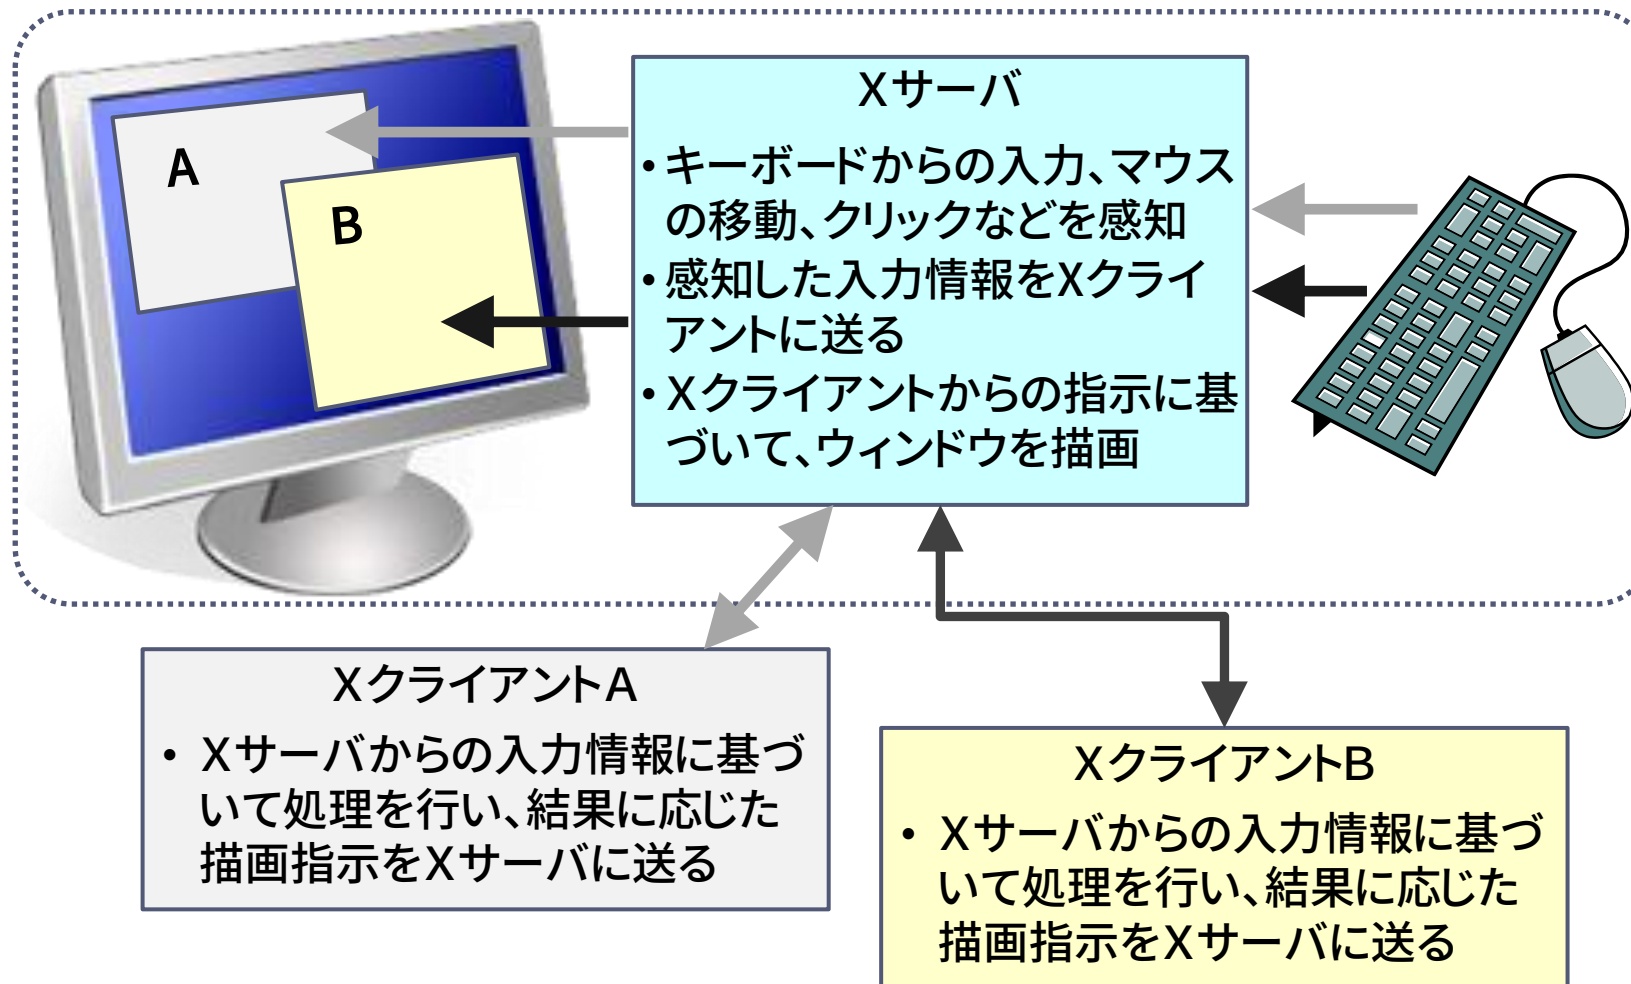 A
B
Xサーバ
・キーボードからの入力、マウス
の移動、クリックなどを感知
・感知した入力情報をXクライ
アントに送る
・Xクライアントからの指示に基
づいて、ウィンドウを描画
XクライアントA
・Xサーバからの入力情報に基づ
いて処理を行い、結果に応じた
描画指示をXサーバに送る
XクライアントB
・Xサーバからの入力情報に基づ
いて処理を行い、結果に応じた
描画指示をXサーバに送る